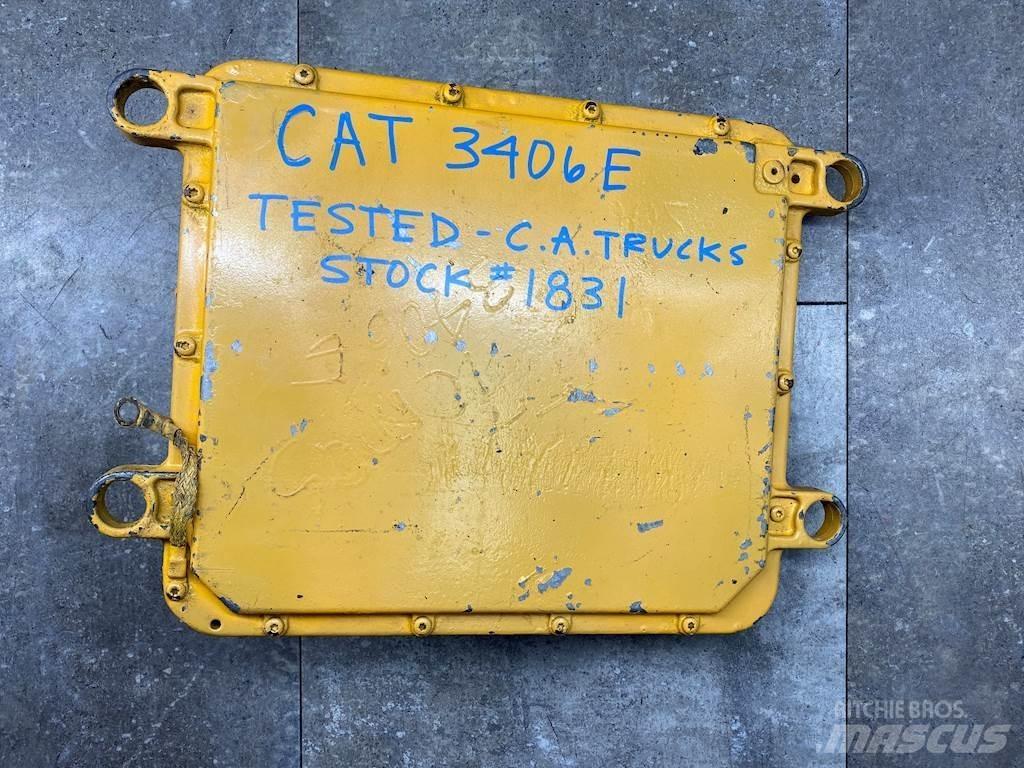 CAT 3406E
TESTED - C.A. TRUCKS
STOCK # 1831
RITCHIE BROS.
MASCUS